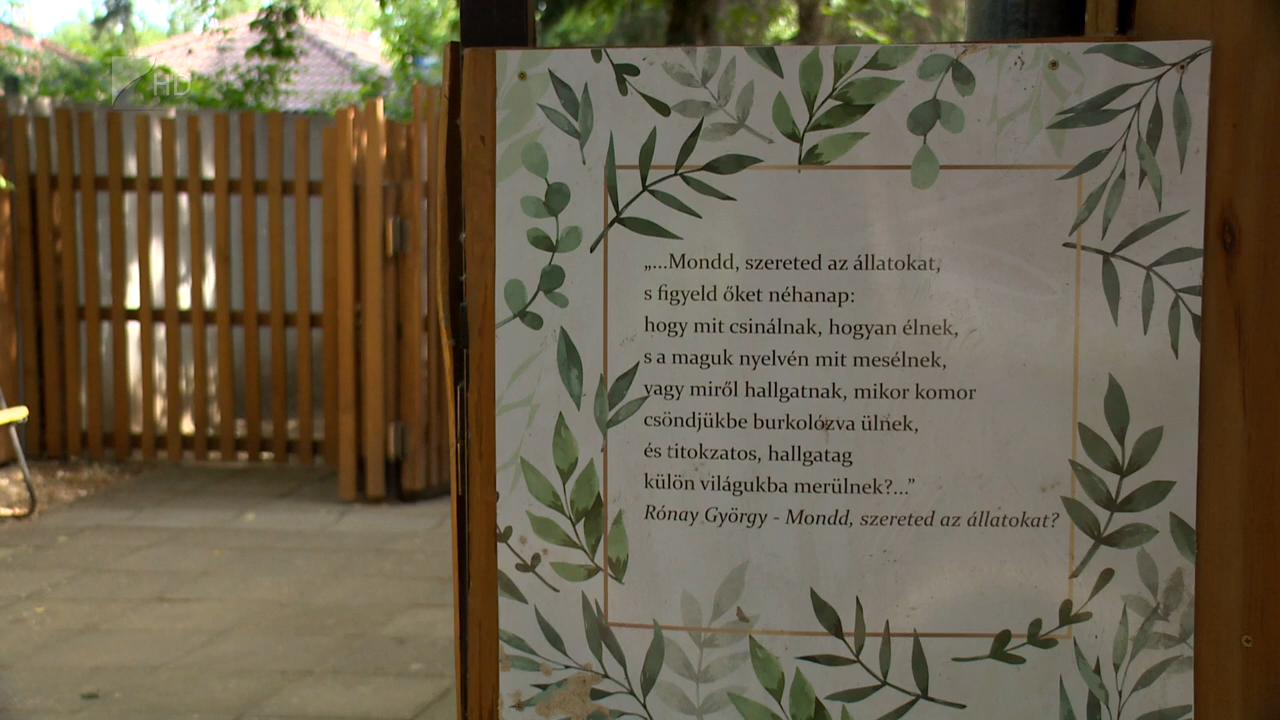 HD
„...Mondd, szereted az állatokat,
s figyeld őket néhanap:
hogy mit csinálnak, hogyan élnek,
s a maguk nyelvén mit mesélnek,
vagy miről hallgatnak, mikor komor
csöndjükbe burkolózva ülnek,
és titokzatos, hallgatag
külön világukba merülnek?...”
Rónay György - Mondd, szereted az állatokat?